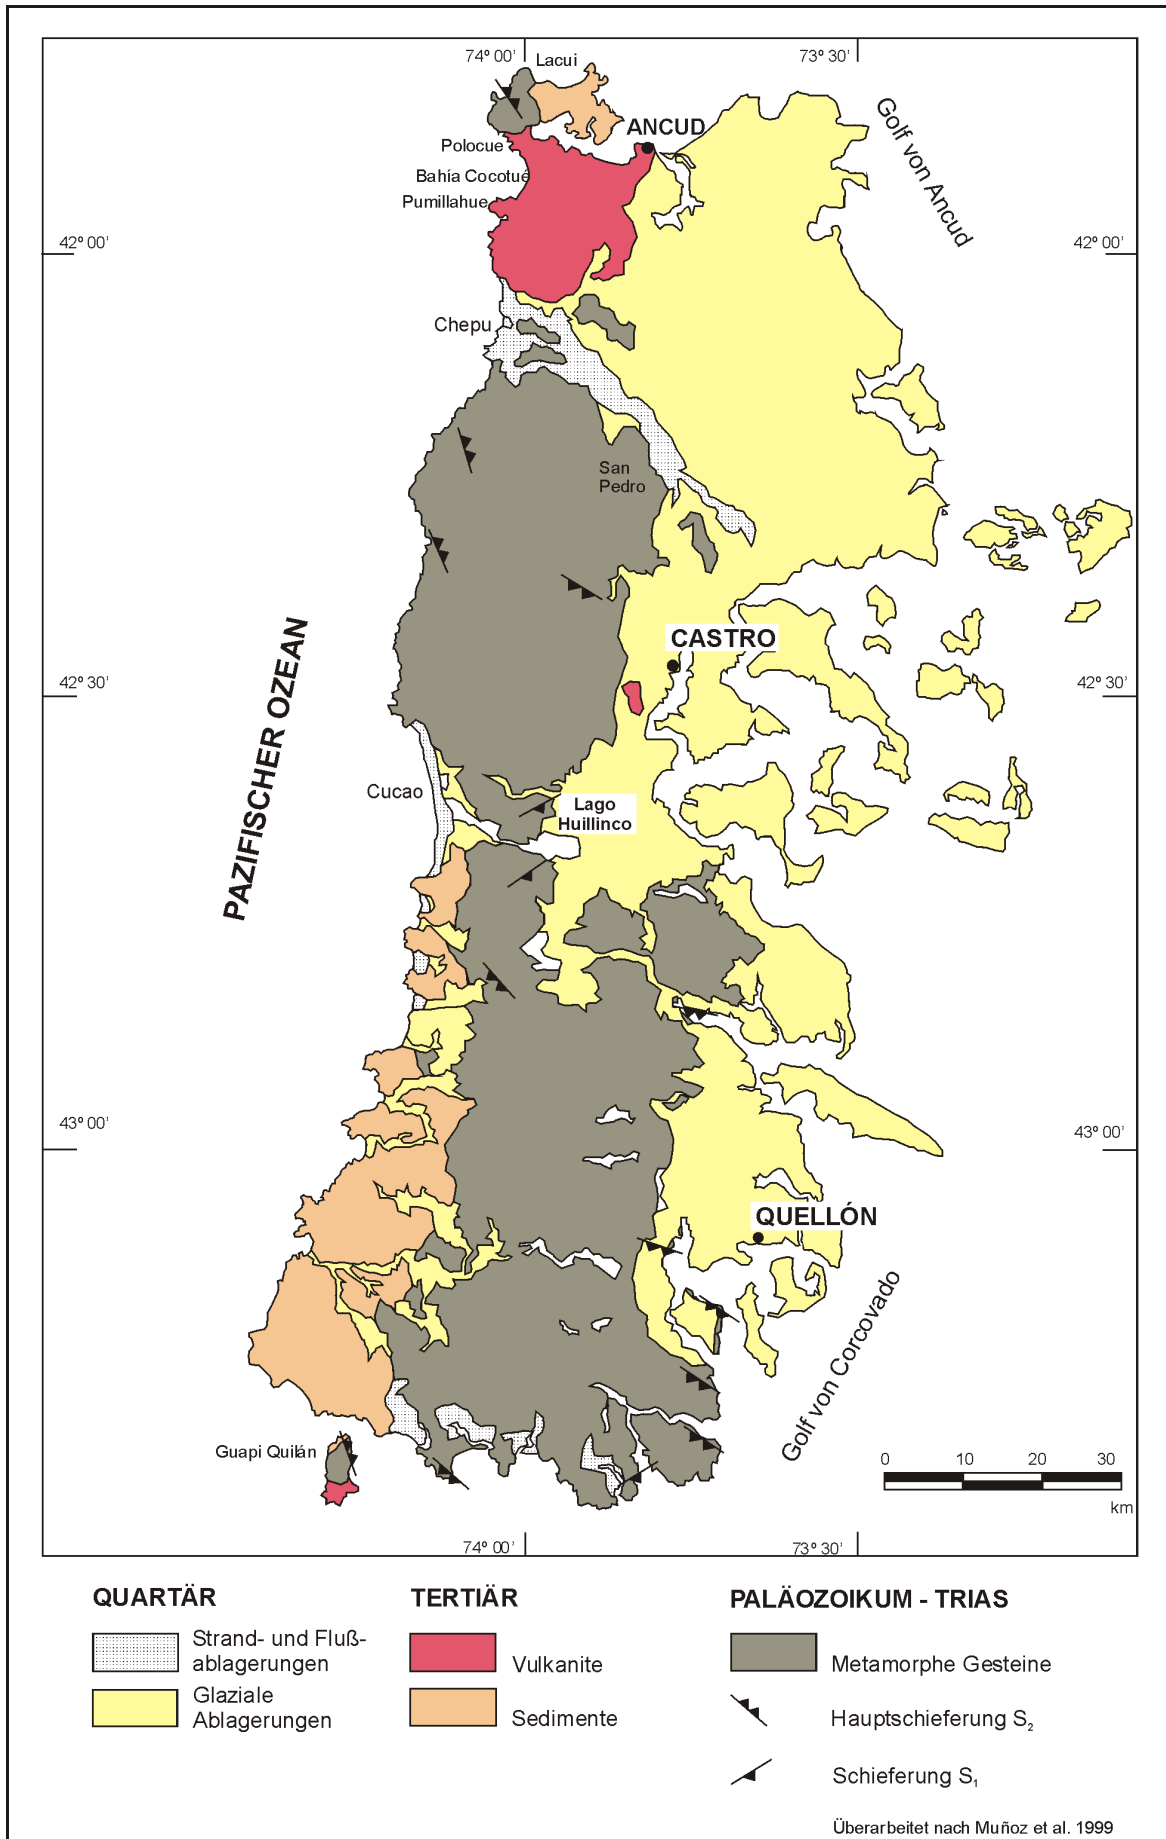 74° 00'
73° 30'
Lacui
ANCUD
Polocue
Bahía Cocotué
Pumillahue
Golf von Ancud
42° 00'
42° 00'
Chepu
San
Pedro
CASTRO
PAZIFISCHER OZEAN
42° 30'
42° 30'
Cucao
Lago
Huillinco
43° 00'
43° 00'
QUELLÓN
Golf von Corcovado
Guapi Quilán
0 10 20 30
km
74° 00'
73° 30'
QUARTÄR
Strand- und Fluß-
ablagerungen
Glaziale
Ablagerungen
TERTIÄR
Vulkanite
Sedimente
PALÄOZOIKUM - TRIAS
Metamorphe Gesteine
Hauptschieferung S₂
Schieferung S₁
Überarbeitet nach Muñoz et al. 1999